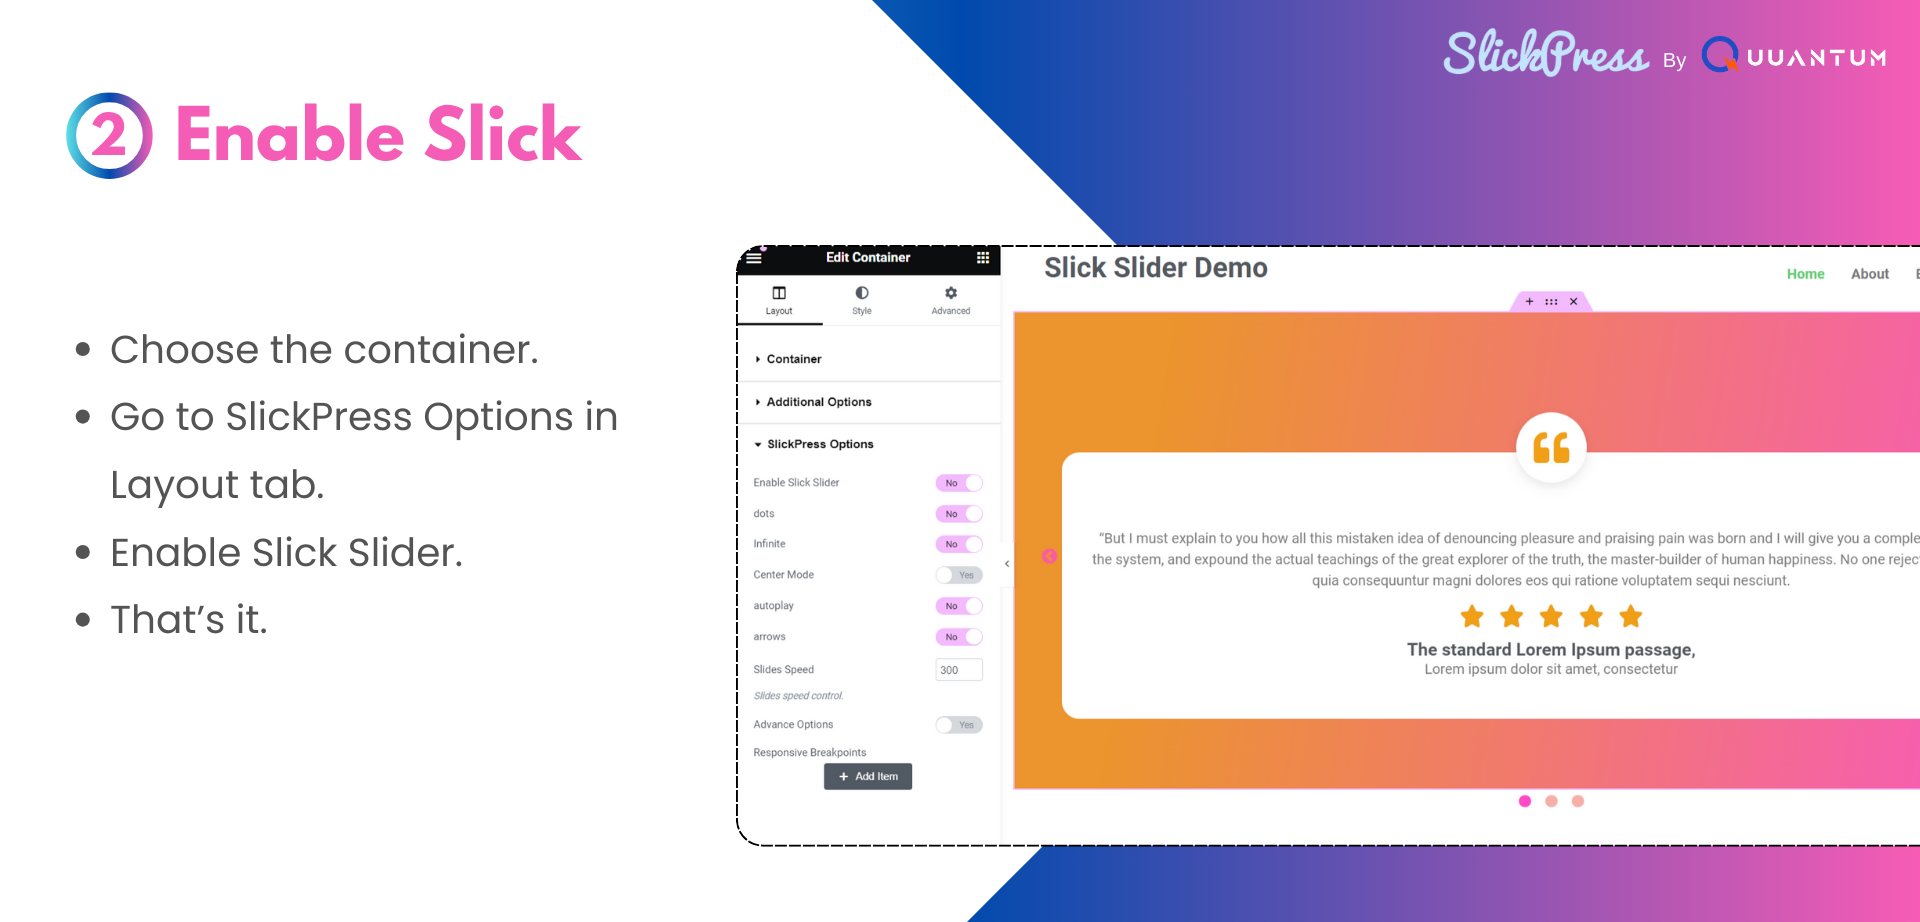 SlickPress By QUUANTUM
2 Enable Slick
Choose the container.
Go to SlickPress Options in
Layout tab.
Enable Slick Slider.
That’s it.
Edit Container
Layout Style Advanced
Container
Additional Options
SlickPress Options
Enable Slick Slider No
dots No
Infinite No
Center Mode Yes
autoplay No
arrows No
Slides Speed 300
Slides speed control.
Advance Options Yes
Responsive Breakpoints
+ Add Item
Slick Slider Demo
Home About
“But I must explain to you how all this mistaken idea of denouncing pleasure and praising pain was born and I will give you a comple
the system, and expound the actual teachings of the great explorer of the truth, the master-builder of human happiness. No one rejec
quia consequuntur magni dolores eos qui ratione voluptatem sequi nesciunt.
The standard Lorem Ipsum passage,
Lorem ipsum dolor sit amet, consectetur